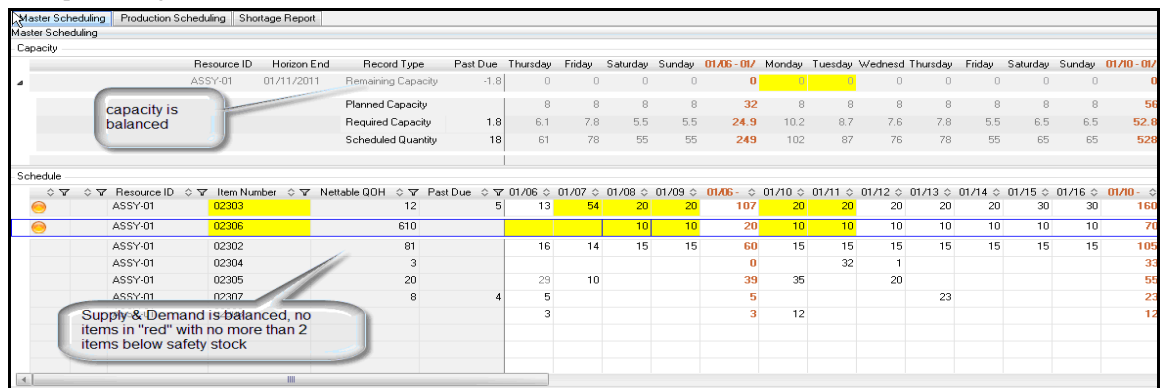 Master Scheduling Production Scheduling Shortage Report
Master Scheduling
Capacity
Resource ID Horizon End Record Type Past Due Thursday Friday Saturday Sunday 01/06 - 01/ Monday Tuesday Wednesd Thursday Friday Saturday Sunday 01/10 - 01/
ASSY-01 01/11/2011 Remaining Capacity -1.8 0 0 0 0 0 0 0 0 0 0 0 0 0
capacity is
balanced
Planned Capacity 8 8 8 8 32 8 8 8 8 8 8 8 56
Required Capacity 1.8 6.1 7.8 5.5 5.5 24.9 10.2 8.7 7.6 7.8 5.5 6.5 6.5 52.8
Scheduled Quantity 18 61 78 55 55 249 102 87 76 78 55 65 65 528
Schedule
Resource ID Item Number Nettable QOH Past Due 01/06 01/07 01/08 01/09 01/06 - 01/10 01/11 01/12 01/13 01/14 01/15 01/16 01/10 -
ASSY-01 02303 12 5 13 54 20 20 107 20 20 20 20 20 30 30 160
ASSY-01 02306 610 10 10 20 10 10 10 10 10 10 10 70
ASSY-01 02302 81 16 14 15 15 60 15 15 15 15 15 15 15 105
ASSY-01 02304 3 0 32 1 33
ASSY-01 02305 20 29 10 39 35 20 55
ASSY-01 02307 8 4 5 5 23 23
3 3 12 12
Supply & Demand is balanced, no
items in "red" with no more than 2
items below safety stock